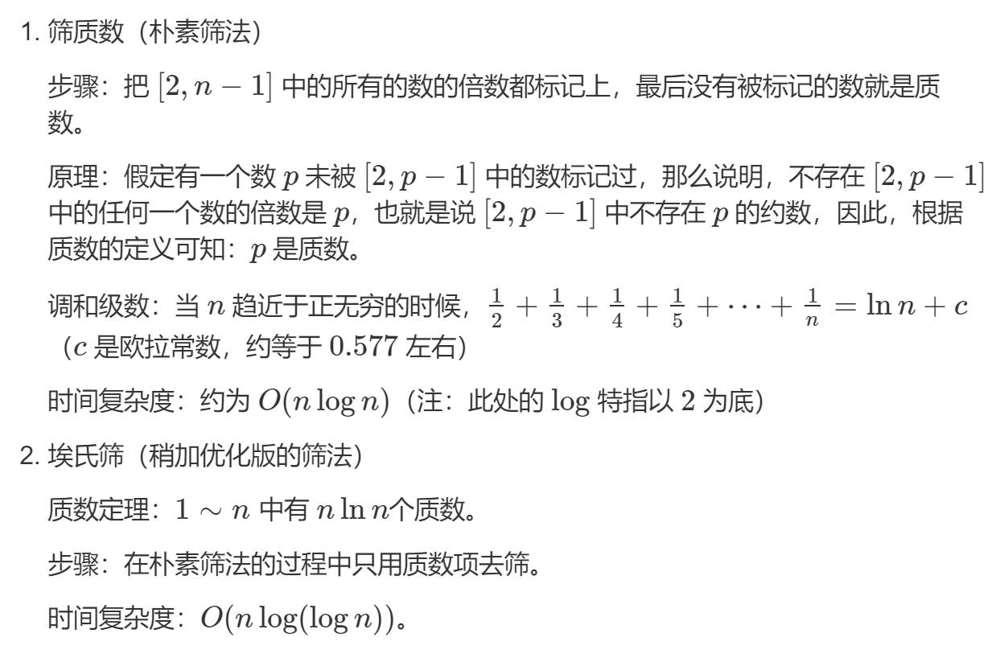 1. 筛质数（朴素筛法）
步骤：把 [2, n − 1] 中的所有的数的倍数都标记上，最后没有被标记的数就是质
数。
原理：假定有一个数 p 未被 [2, p − 1] 中的数标记过，那么说明，不存在 [2, p − 1]
中的任何一个数的倍数是 p，也就是说 [2, p − 1] 中不存在 p 的约数，因此，根据
质数的定义可知：p 是质数。
调和级数：当 n 趋近于正无穷的时候，1/2 + 1/3 + 1/4 + 1/5 + ⋯ + 1/n = ln n + c
（c 是欧拉常数，约等于 0.577 左右）
时间复杂度：约为 O(n log n)（注：此处的 log 特指以 2 为底）
2. 埃氏筛（稍加优化版的筛法）
质数定理：1 ∼ n 中有 n ln n个质数。
步骤：在朴素筛法的过程中只用质数项去筛。
时间复杂度：O(n log(log n))。